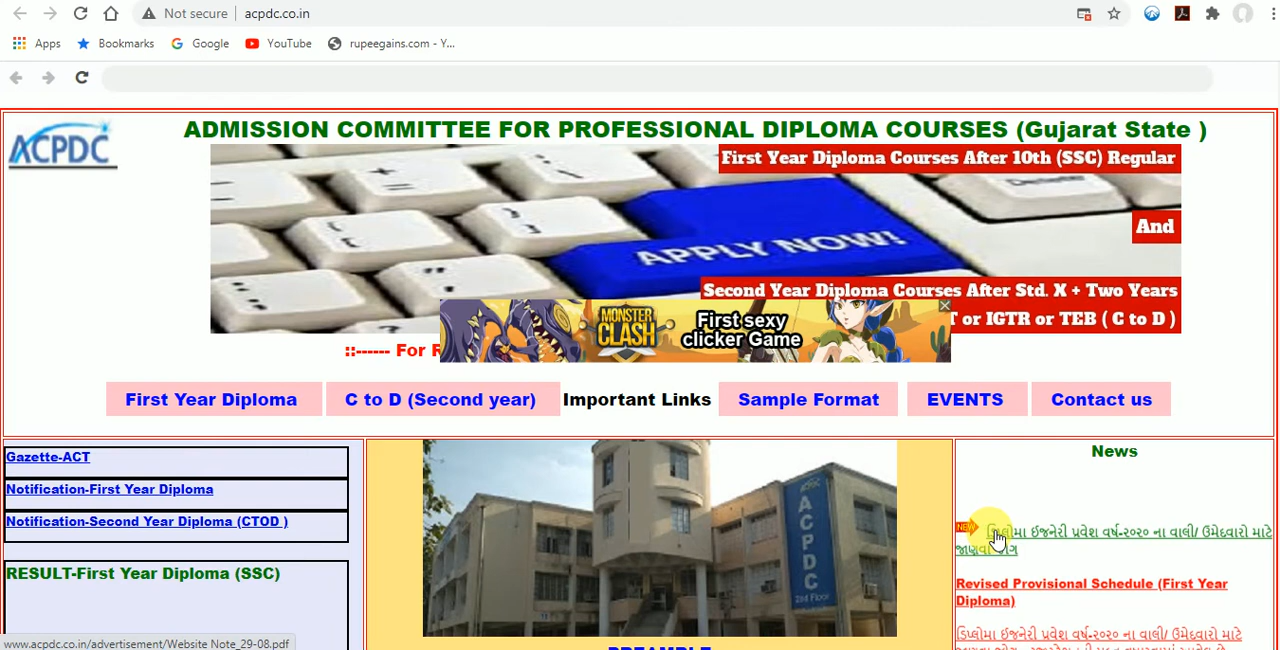 Not secure | acpdc.co.in
Apps Bookmarks Google YouTube rupeegains.com - Y...
ACPDC
ADMISSION COMMITTEE FOR PROFESSIONAL DIPLOMA COURSES (Gujarat State )
First Year Diploma Courses After 10th (SSC) Regular
And
APPLY NOW!
Second Year Diploma Courses After Std. X + Two Years
T or IGTR or TEB ( C to D )
MONSTER CLASH
First sexy
clicker Game
::------ For R
First Year Diploma C to D (Second year) Important Links Sample Format EVENTS Contact us
Gazette-ACT
Notification-First Year Diploma
Notification-Second Year Diploma (CTOD )
RESULT-First Year Diploma (SSC)
ACPDC
2nd Floor
PREAMBLE
News
NEW ડિપ્લોમા ઈજનેરી પ્રવેશ વર્ષ-૨૦૨૦ ના વાલી/ ઉમેદવારો માટે
જાણવા જોગ
Revised Provisional Schedule (First Year
Diploma)
ડિપ્લોમા ઈજનેરી પ્રવેશ વર્ષ-૨૦૨૦ ના વાલી/ ઉમેદવારો માટે
www.acpdc.co.in/advertisement/Website Note_29-08.pdf